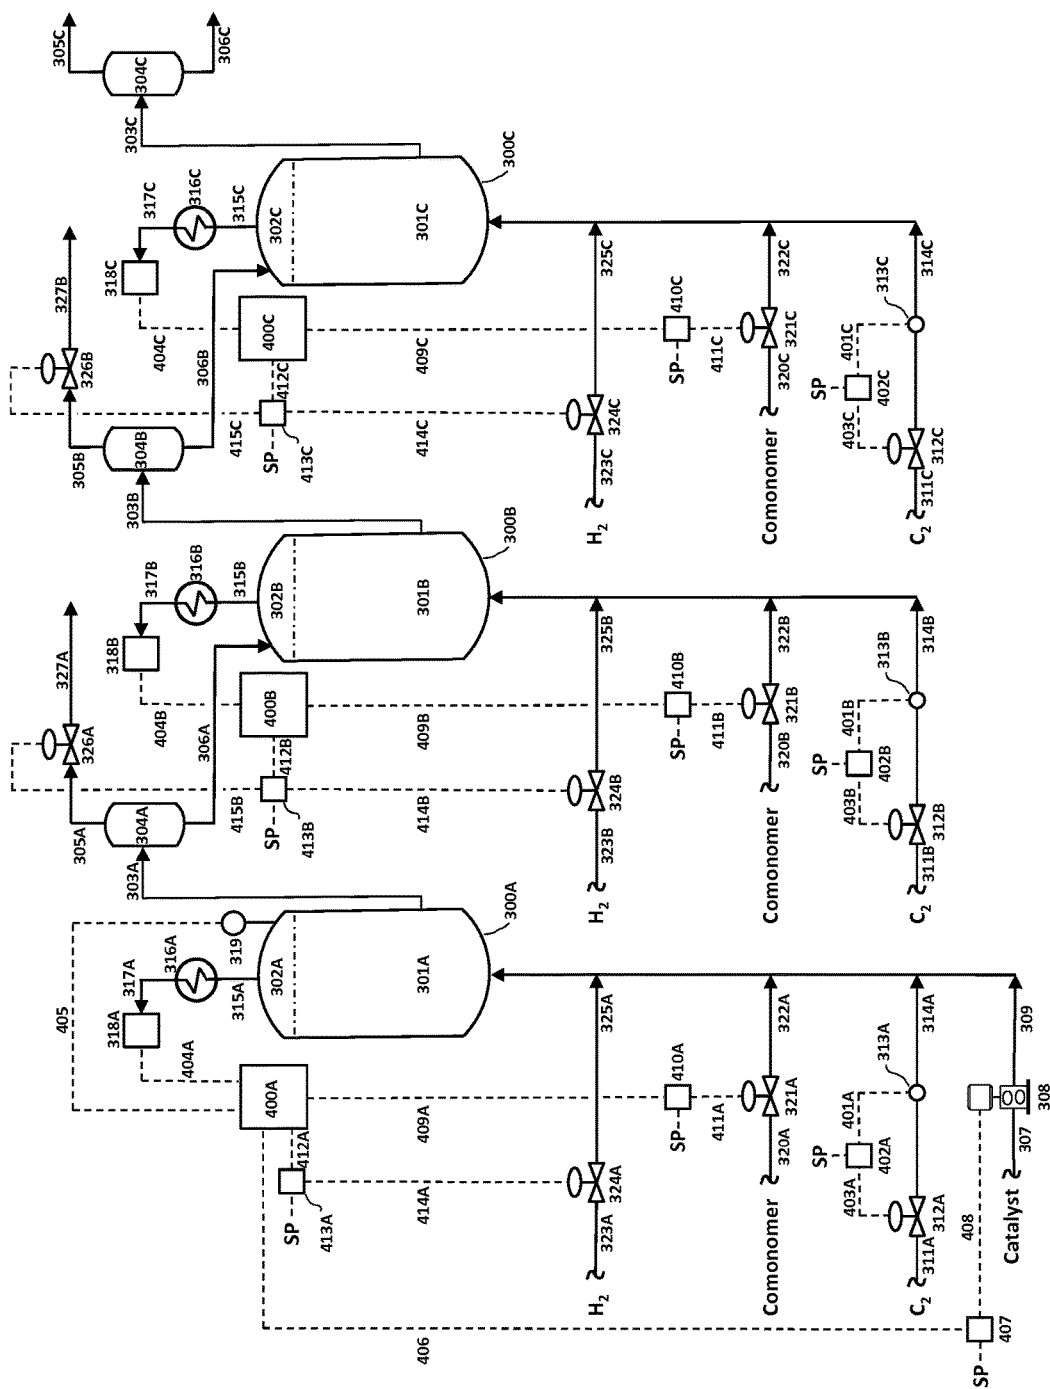 305C
304C
306C
303C
300C
302C
301C
315C
316C
317C
318C
404C
400C
409C
412C
SP
413C
415C
414C
327B
326B
305B
304B
306B
303B
H₂
323C
324C
325C
SP
410C
411C
Comonomer
320C
321C
322C
C₂
311C
312C
403C
402C
SP
401C
313C
314C
300B
302B
301B
315B
316B
317B
318B
404B
400B
409B
412B
SP
413B
415B
414B
327A
326A
305A
304A
306A
303A
H₂
323B
324B
325B
SP
410B
411B
Comonomer
320B
321B
322B
C₂
311B
312B
403B
402B
SP
401B
313B
314B
300A
302A
301A
319
315A
316A
317A
318A
405
404A
400A
409A
412A
SP
413A
414A
406
H₂
323A
324A
325A
SP
410A
411A
Comonomer
320A
321A
322A
C₂
311A
312A
403A
402A
SP
401A
313A
314A
SP
407
408
Catalyst
307
308
309